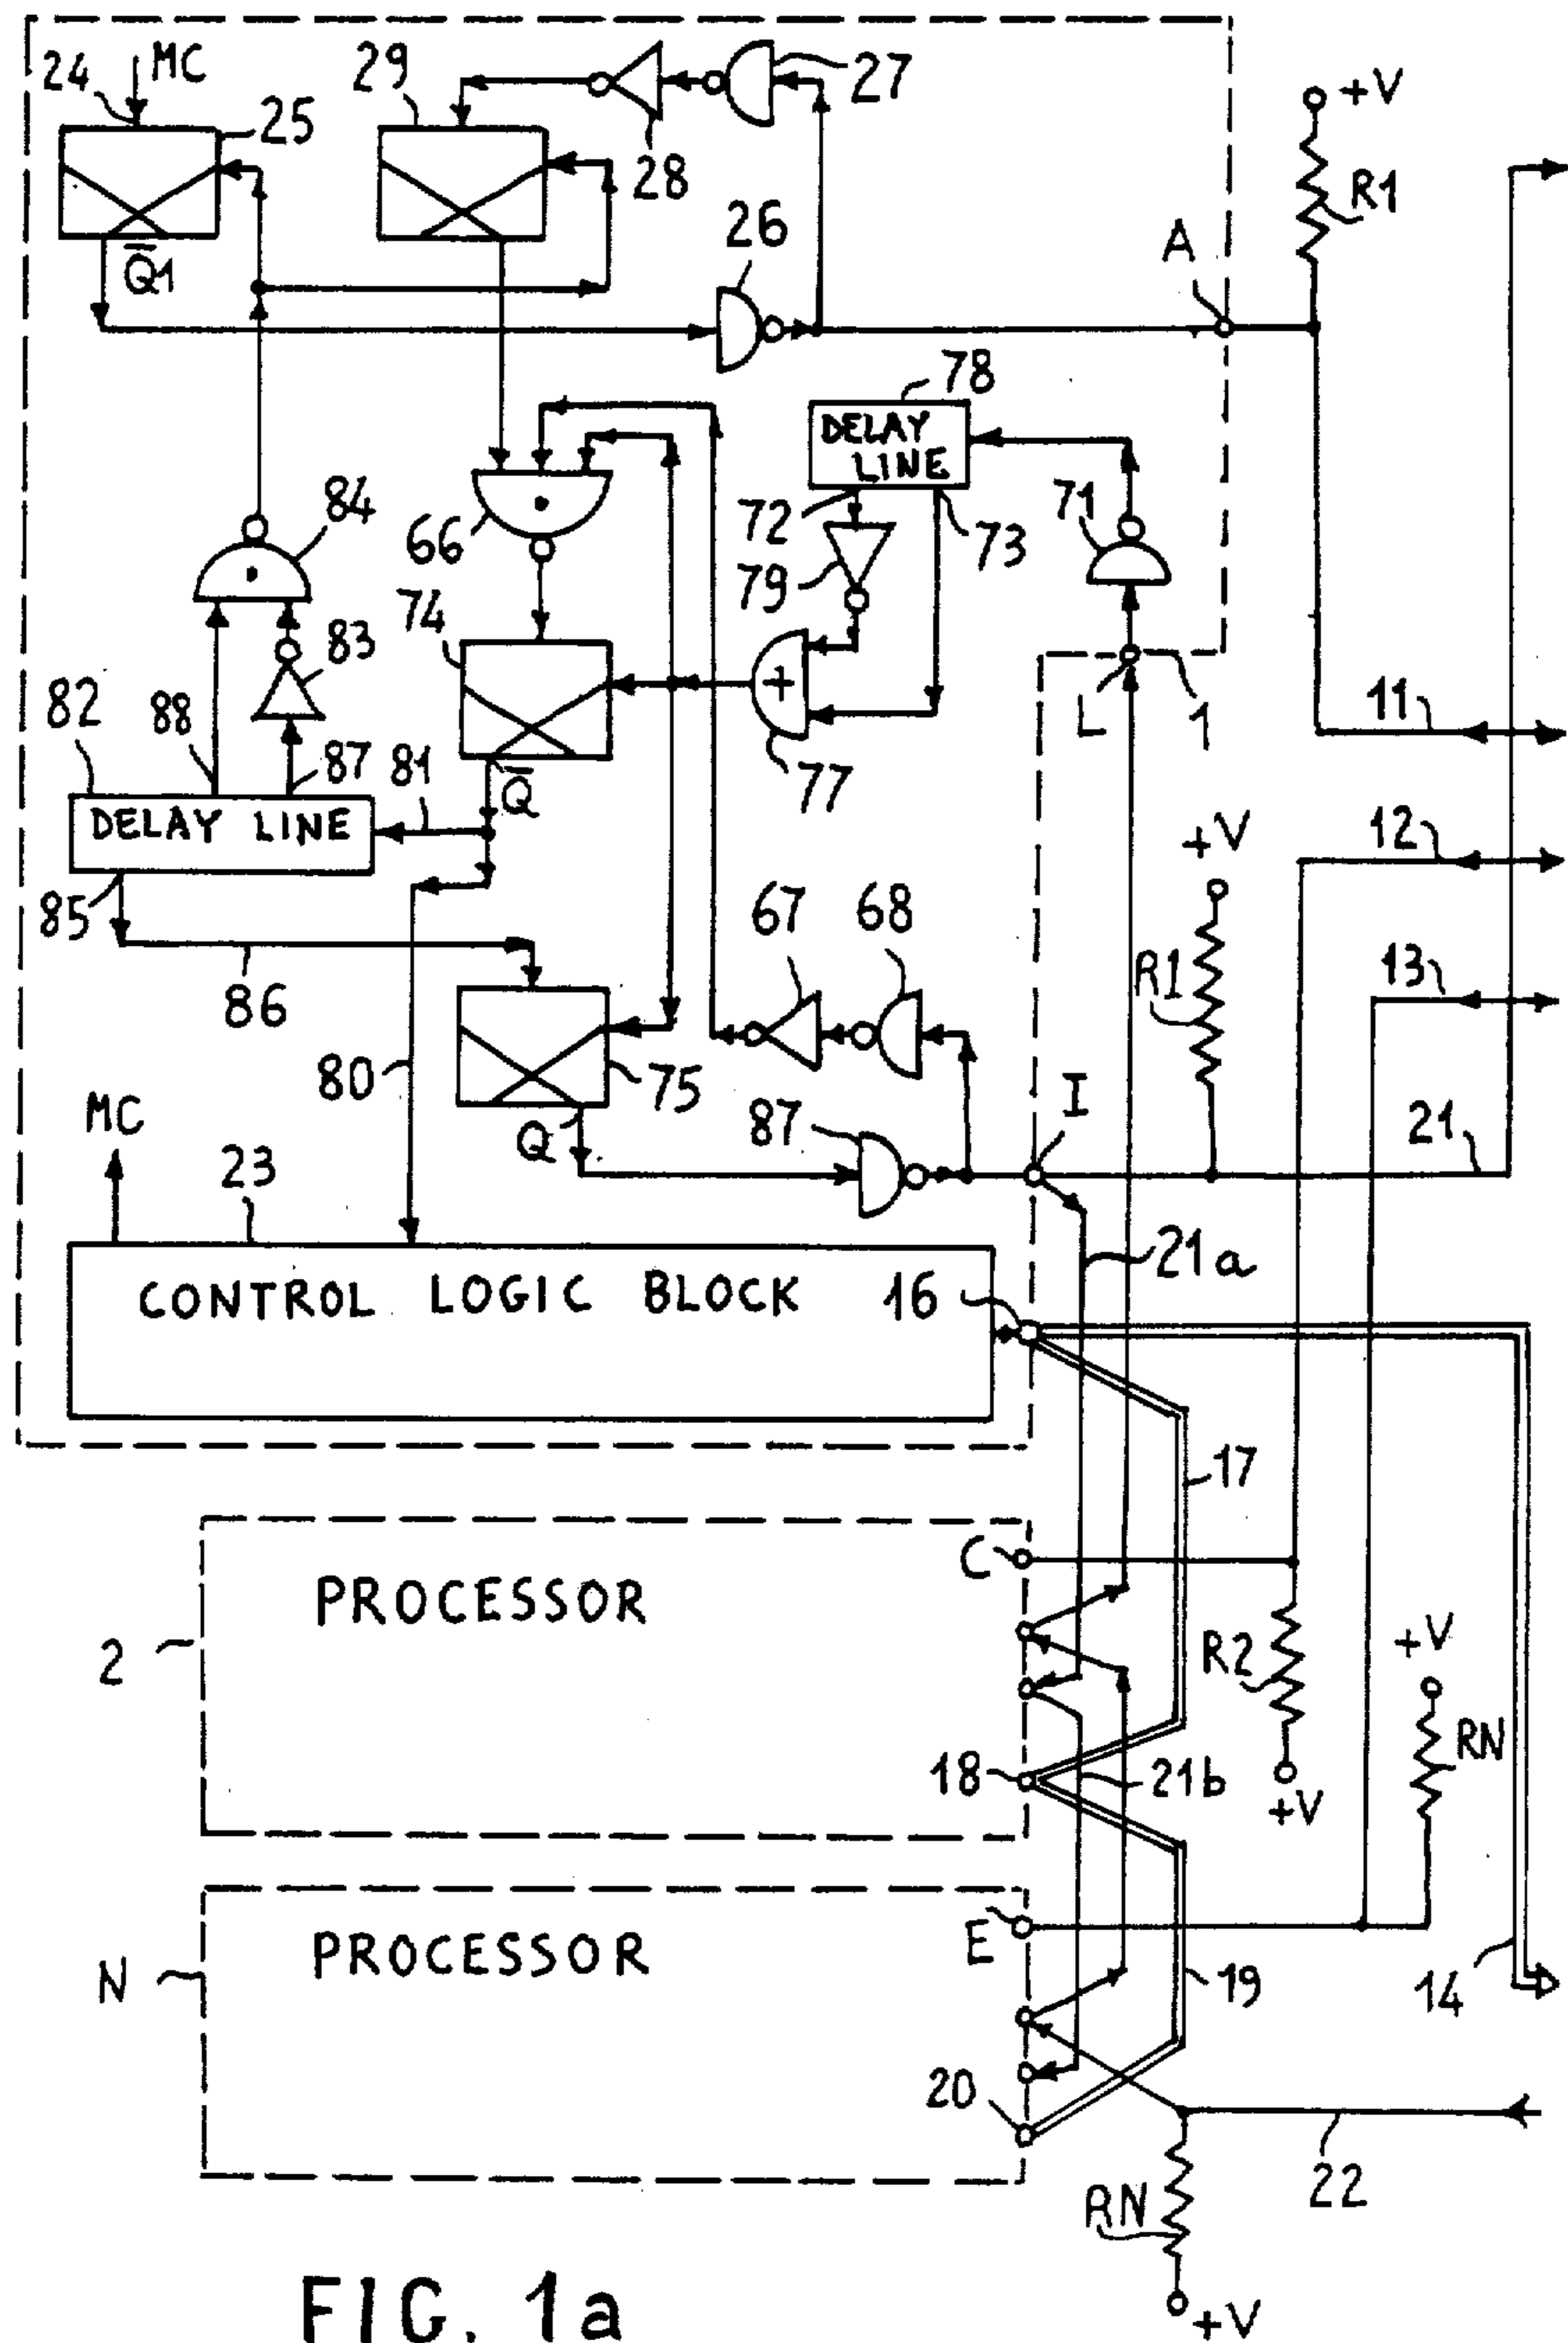 24 MC
25
29
27
28
+V
R1
Q̅1
26
A
78
DELAY
LINE
72
73
79
71
66
84
83
74
+
77
L
1
11
82
88
87
81
Q̅
DELAY LINE
85
86
80
12
+V
R1
13
67
68
75
Q
87
I
21
MC
23
21a
CONTROL LOGIC BLOCK
16
17
C
PROCESSOR
2
R2
+V
RN
18
21b
+V
E
PROCESSOR
N
19
14
20
22
RN
+V
FIG. 1a